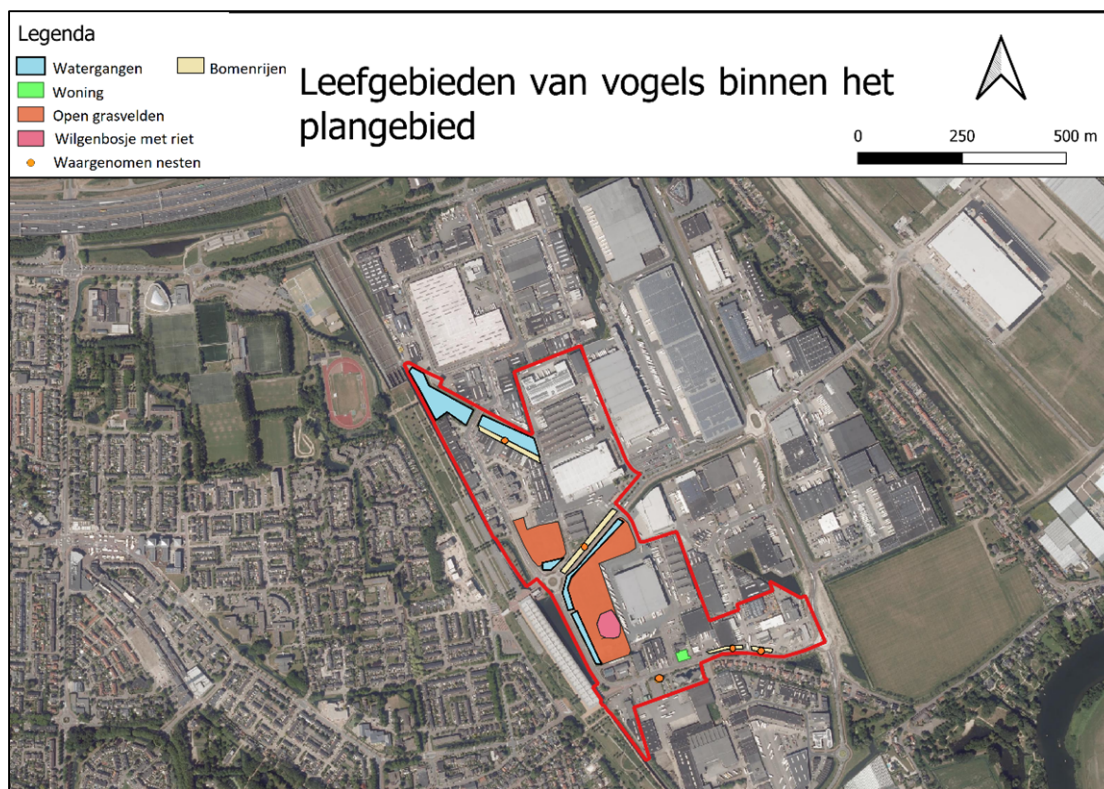 Legenda
Watergangen
Bomenrijen
Woning
Open grasvelden
Wilgenbosje met riet
Waargenomen nesten
Leefgebieden van vogels binnen het
plangebied
0 250 500 m